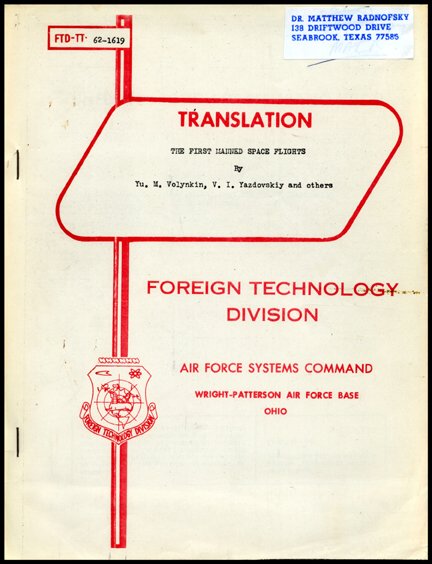 FTD-TT- 62-1619
DR. MATTHEW RADNOFSKY
138 DRIFTWOOD DRIVE
SEABROOK, TEXAS 77585
TRANSLATION
THE FIRST MANNED SPACE FLIGHTS
By
Yu. M. Volynkin, V. I. Yazdovskiy and others
FOREIGN TECHNOLOGY
DIVISION
AIR FORCE SYSTEMS COMMAND
WRIGHT-PATTERSON AIR FORCE BASE
OHIO
FOREIGN TECHNOLOGY DIVISION